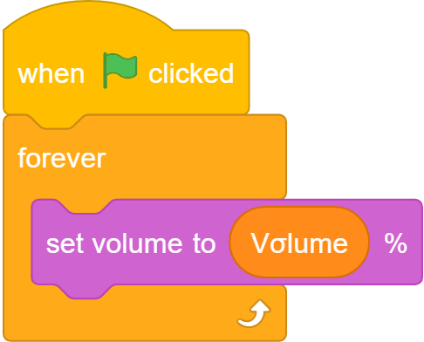 when clicked
forever
set volume to Vσlume %